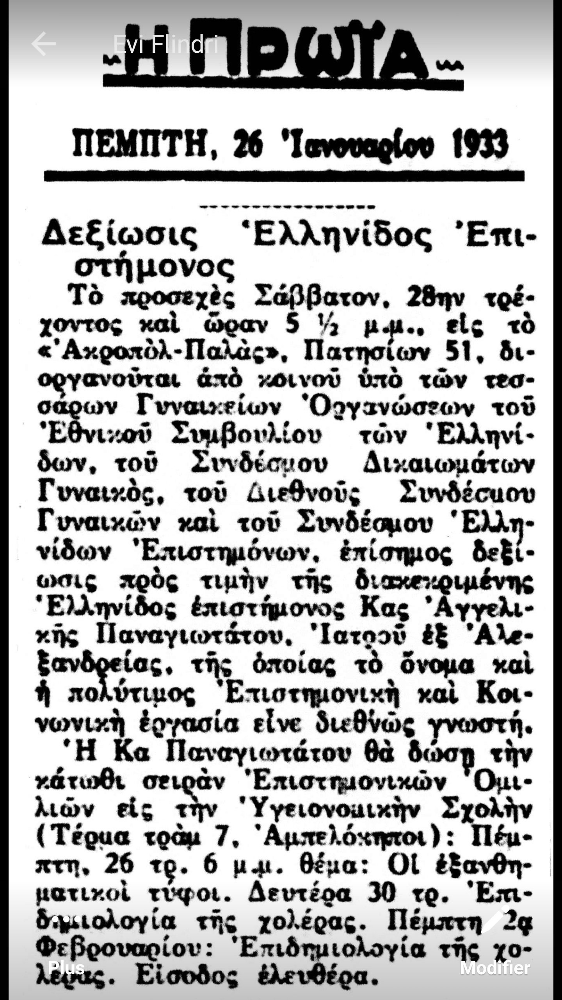 Evi Flindri
Η ΠΡΩΪΑ
ΠΕΜΠΤΗ, 26 Ἰανουαρίου 1933
Δεξίωσις Ἑλληνίδος Ἐπι-
στήμονος
Τὸ προσεχὲς Σάββατον, 28ην τρέ-
χοντος καὶ ὥραν 5 ½ μ.μ., εἰς τὸ
«Ἀκροπὸλ-Παλὰς», Πατησίων 51, δι-
οργανοῦται ἀπὸ κοινοῦ ὑπὸ τῶν τεσ-
σάρων Γυναικείων Ὀργανώσεων τοῦ
Ἐθνικοῦ Συμβουλίου τῶν Ἑλληνί-
δων, τοῦ Συνδέσμου Δικαιωμάτων
Γυναικὸς, τοῦ Διεθνοῦς Συνδέσμου
Γυναικῶν καὶ τοῦ Συνδέσμου Ἑλλη-
νίδων Ἐπιστημόνων, ἐπίσημος δεξί-
ωσις πρὸς τιμὴν τῆς διακεκριμένης
Ἑλληνίδος ἐπιστήμονος Κας Ἀγγελι-
κῆς Παναγιωτάτου, Ἰατροῦ ἐξ Ἀλε-
ξανδρείας, τῆς ὁποίας τὸ ὄνομα καὶ
ἡ πολύτιμος Ἐπιστημονικὴ καὶ Κοι-
νωνικὴ ἐργασία εἶνε διεθνῶς γνωστή.
Ἡ Κα Παναγιωτάτου θὰ δώσῃ τὴν
κάτωθι σειρὰν Ἐπιστημονικῶν Ὁμι-
λιῶν εἰς τὴν Ὑγειονομικὴν Σχολὴν
(Τέρμα τρὰμ 7, Ἀμπελόκηποι): Πέμ-
πτη, 26 τρ. 6 μ.μ. θέμα: Οἱ ἐξανθη-
ματικοὶ τύφοι. Δευτέρα 30 τρ. Ἐπι-
δημιολογία τῆς χολέρας. Πέμπτη 2ᾳ
Φεβρουαρίου: Ἐπιδημιολογία τῆς χο-
λέρας. Εἴσοδος ἐλευθέρα.
Plus
Modifier